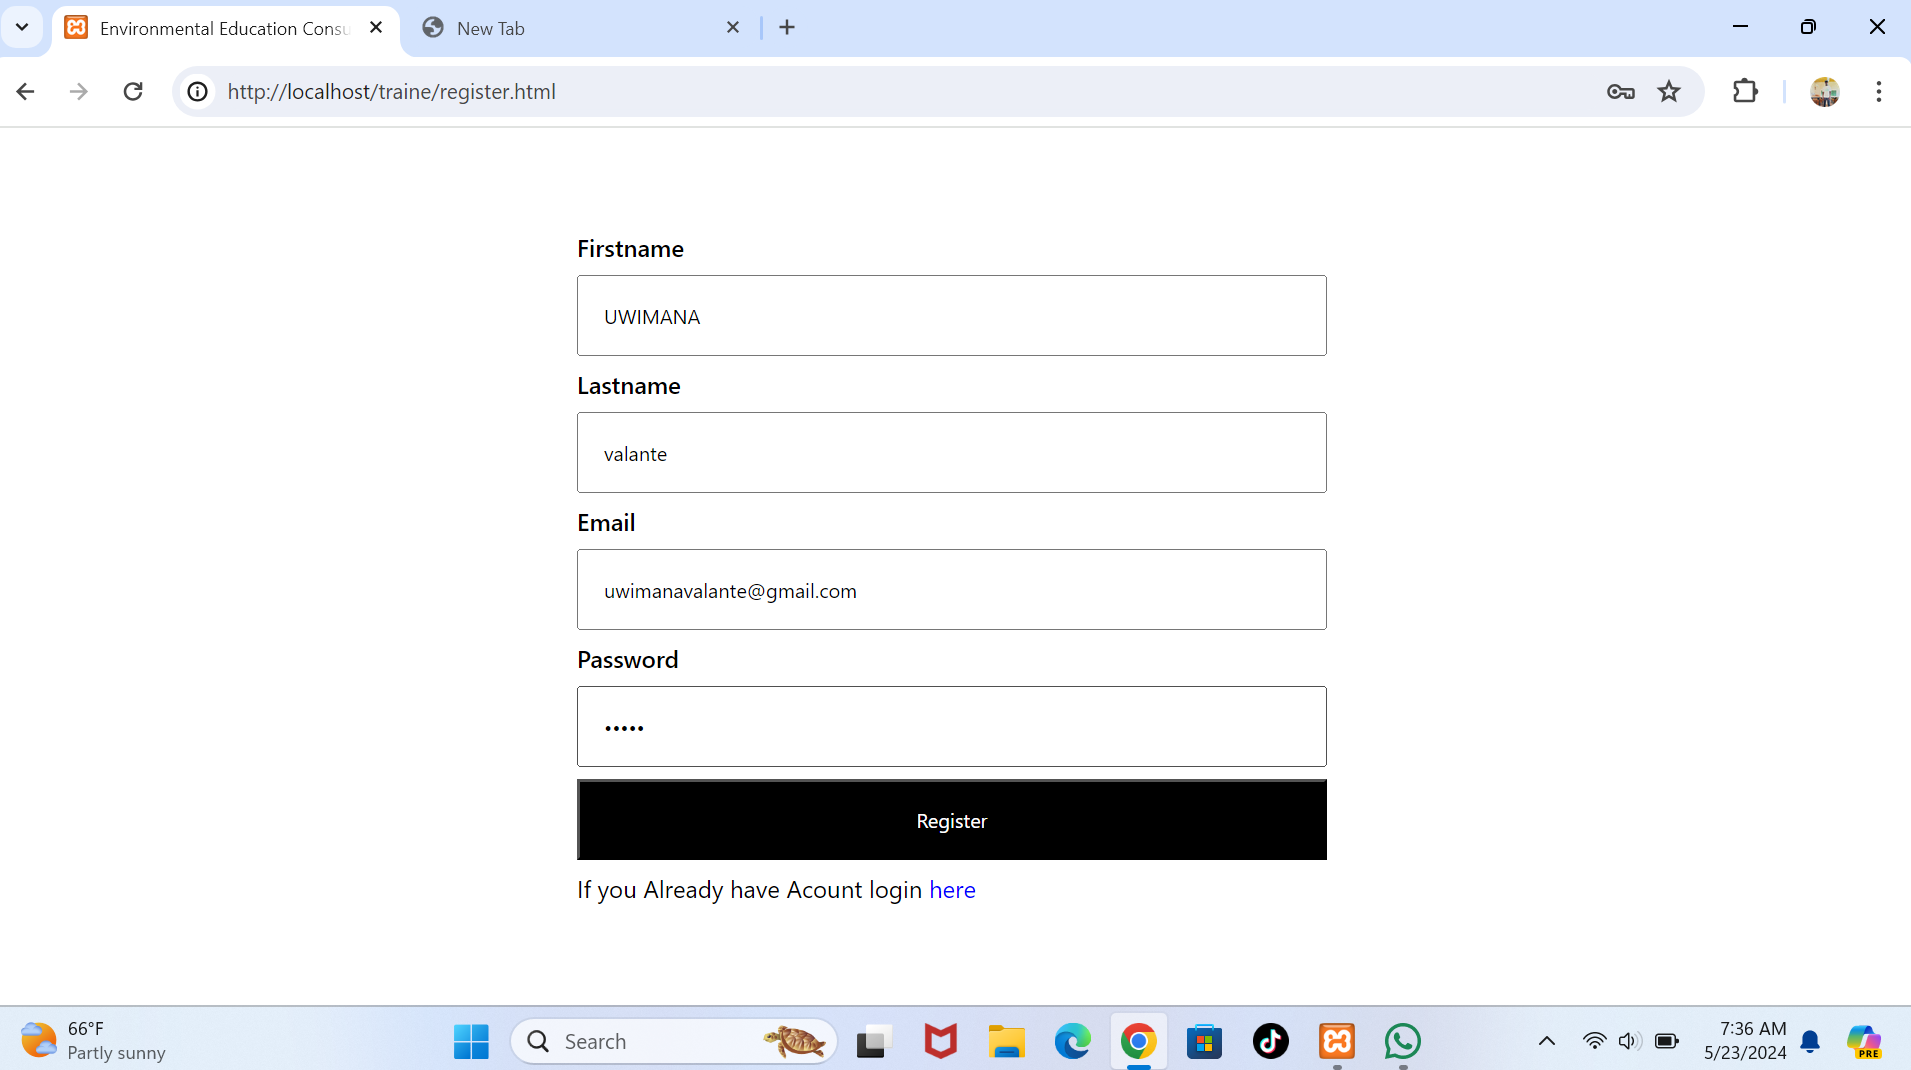 Environmental Education Consu
New Tab
http://localhost/traine/register.html
Firstname
UWIMANA
Lastname
valante
Email
uwimanavalante@gmail.com
Password
•••••
Register
If you Already have Acount login here
66°F
Partly sunny
Search
PRE
7:36 AM
5/23/2024